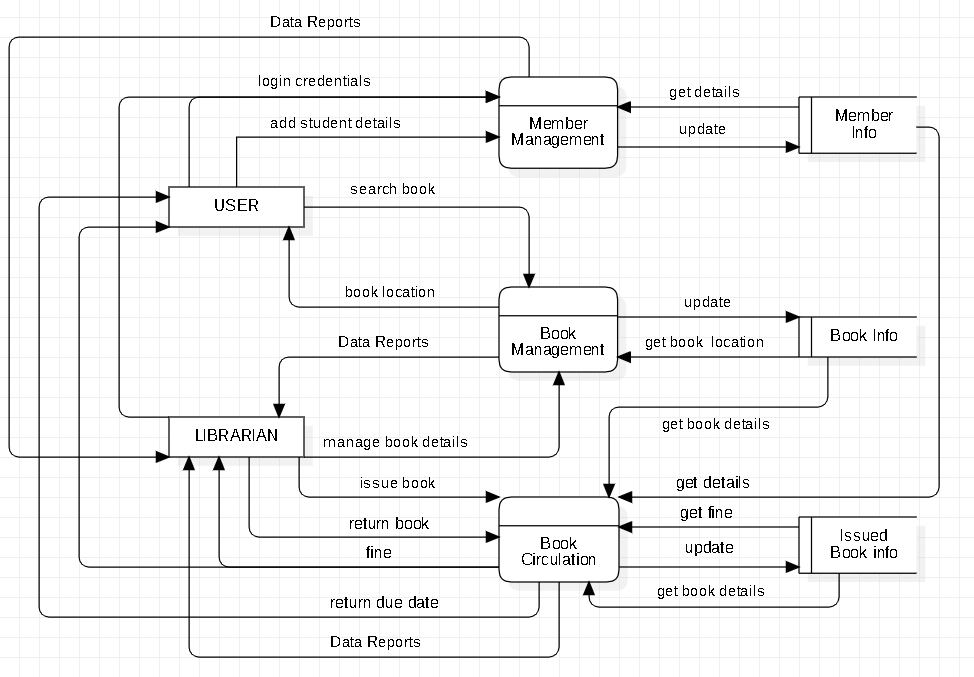 Data Reports
login credentials
get details
Member
Info
Member
Management
add student details
update
search book
USER
book location
update
Book
Management
Book Info
Data Reports
get book location
get book details
LIBRARIAN
manage book details
issue book
get details
get fine
return book
Issued
Book info
Book
Circulation
fine
update
get book details
return due date
Data Reports